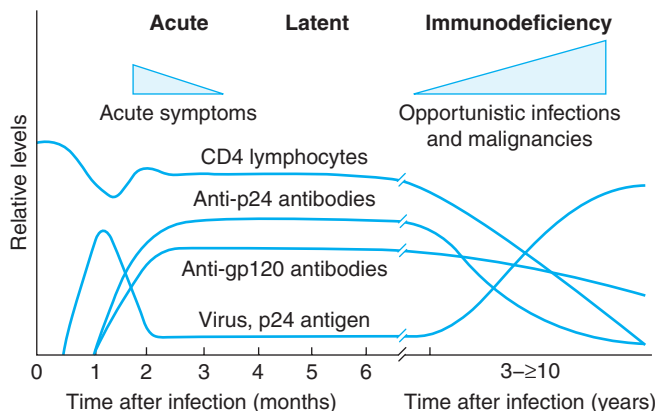 Acute Latent Immunodeficiency
Acute symptoms
Opportunistic infections
and malignancies
CD4 lymphocytes
Anti-p24 antibodies
Anti-gp120 antibodies
Virus, p24 antigen
Relative levels
0 1 2 3 4 5 6 3–≥10
Time after infection (months) Time after infection (years)